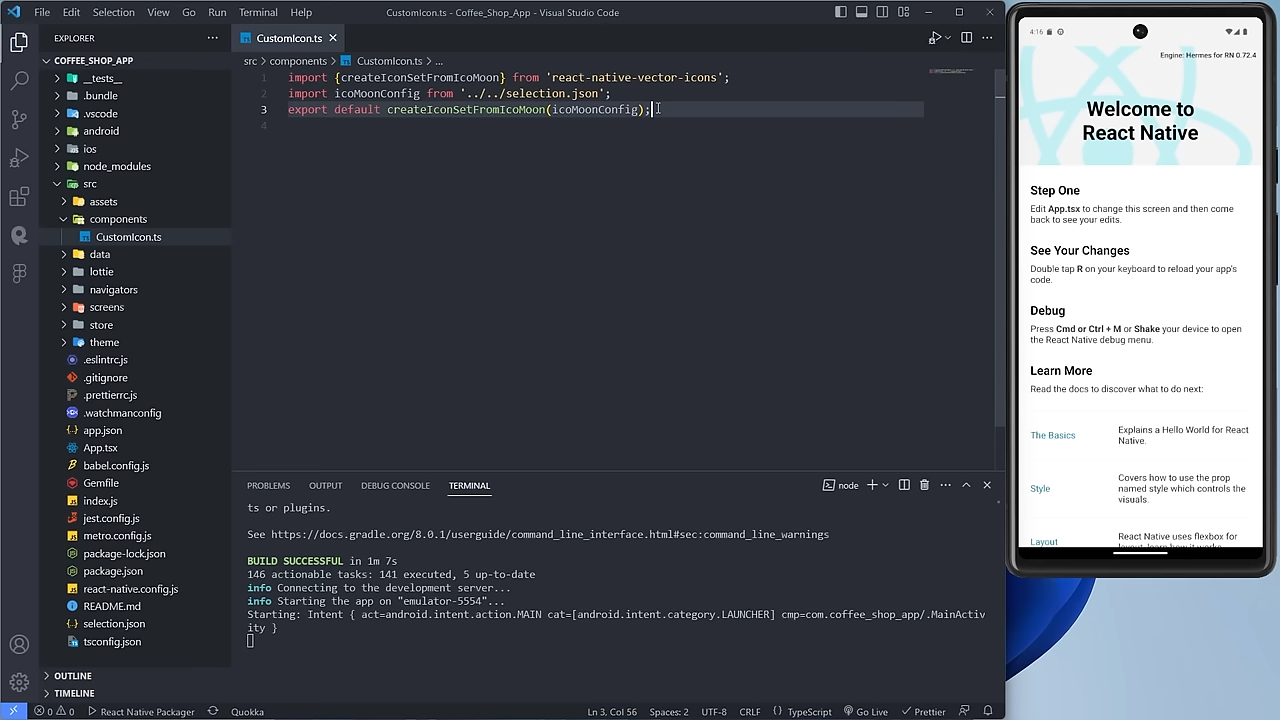 File Edit Selection View Go Run Terminal Help
CustomIcon.ts - Coffee_Shop_App - Visual Studio Code
EXPLORER
COFFEE_SHOP_APP
__tests__
.bundle
.vscode
android
ios
node_modules
src
assets
components
CustomIcon.ts
data
lottie
navigators
screens
store
theme
.eslintrc.js
.gitignore
.prettierrc.js
.watchmanconfig
app.json
App.tsx
babel.config.js
Gemfile
index.js
jest.config.js
metro.config.js
package-lock.json
package.json
react-native.config.js
README.md
selection.json
tsconfig.json
OUTLINE
TIMELINE
CustomIcon.ts
src > components > CustomIcon.ts > ...
1 import {createIconSetFromIcoMoon} from 'react-native-vector-icons';
2 import icoMoonConfig from '../../selection.json';
3 export default createIconSetFromIcoMoon(icoMoonConfig);
4
PROBLEMS OUTPUT DEBUG CONSOLE TERMINAL
node
ts or plugins.
See https://docs.gradle.org/8.0.1/userguide/command_line_interface.html#sec:command_line_warnings
BUILD SUCCESSFUL in 1m 7s
146 actionable tasks: 141 executed, 5 up-to-date
info Connecting to the development server...
info Starting the app on "emulator-5554"...
Starting: Intent { act=android.intent.action.MAIN cat=[android.intent.category.LAUNCHER] cmp=com.coffee_shop_app/.MainActiv
ity }
0 0 React Native Packager Quokka
Ln 3, Col 56 Spaces: 2 UTF-8 CRLF {} TypeScript Go Live Prettier
4:16
Engine: Hermes for RN 0.72.4
Welcome to
React Native
Step One
Edit App.tsx to change this screen and then come
back to see your edits.
See Your Changes
Double tap R on your keyboard to reload your app's
code.
Debug
Press Cmd or Ctrl + M or Shake your device to open
the React Native debug menu.
Learn More
Read the docs to discover what to do next:
The Basics
Explains a Hello World for React
Native.
Style
Covers how to use the prop
named style which controls the
visuals.
Layout
React Native uses flexbox for
layout, learn how it works.